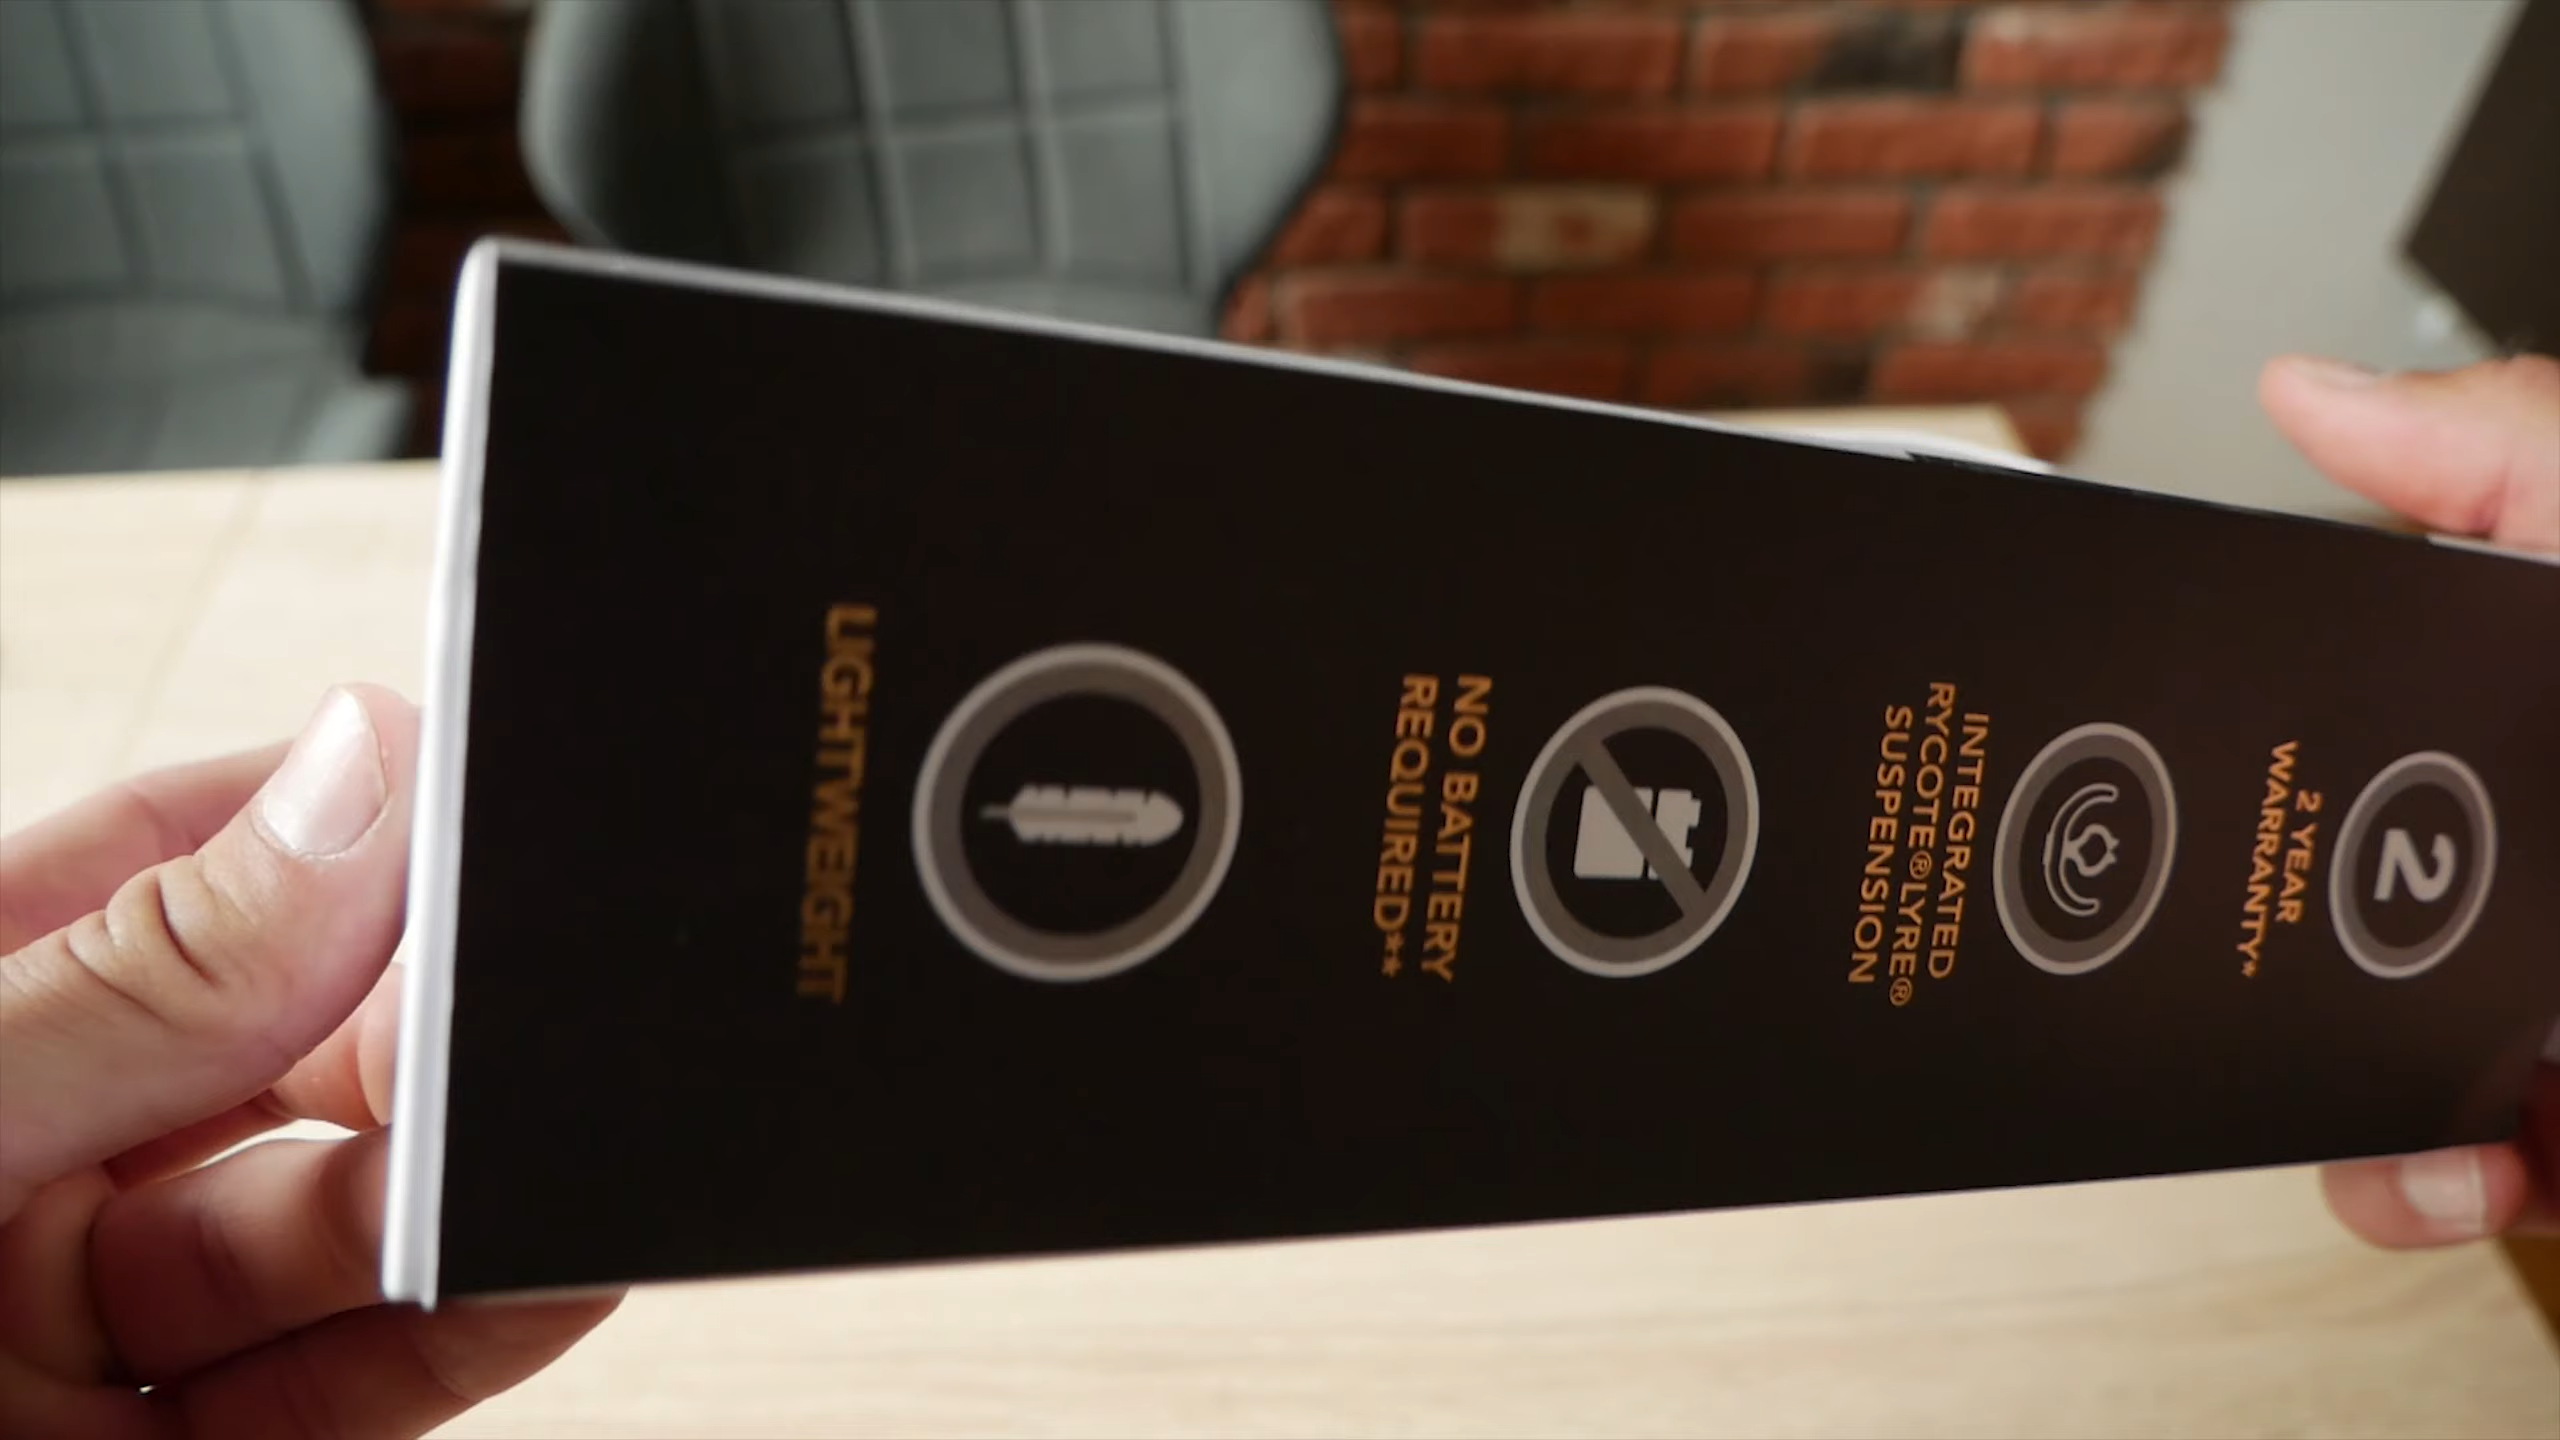 2
2 YEAR
WARRANTY*
INTEGRATED
RYCOTE®LYRE®
SUSPENSION
NO BATTERY
REQUIRED**
LIGHTWEIGHT